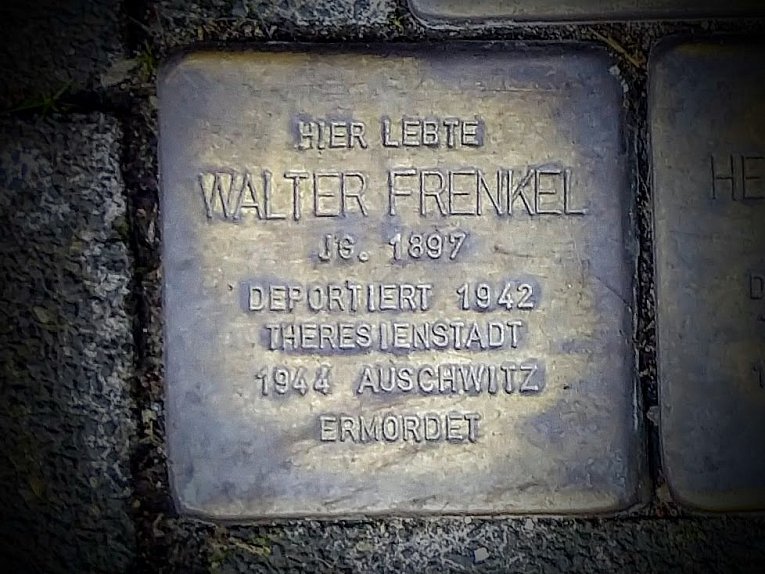 HIER LEBTE
WALTER FRENKEL
JG. 1897
DEPORTIERT 1942
THERESIENSTADT
1944 AUSCHWITZ
ERMORDET